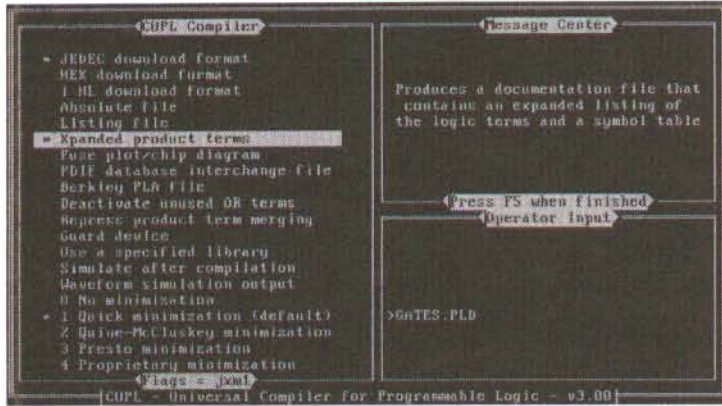 CUPL Compiler
JEDEC download format
HEX download format
HL download format
Absolute file
Listing file
Xpanded product terms
Fuse plot/chip diagram
PDIF database interchange file
Berkley PLA file
Deactivate unused OR terms
Repress product term merging
Guard device
Use a specified library
Simulate after compilation
Waveform simulation output
0 No minimization
1 Quick minimization (default)
2 Quine-McCluskey minimization
3 Presto minimization
4 Proprietary minimization
Flags = jxm1
Message Center
Produces a documentation file that
contains an expanded listing of
the logic terms and a symbol table
Press F5 when finished
Operator Input
>GATES.PLD
CUPL - Universal Compiler for Programmable Logic - v3.00